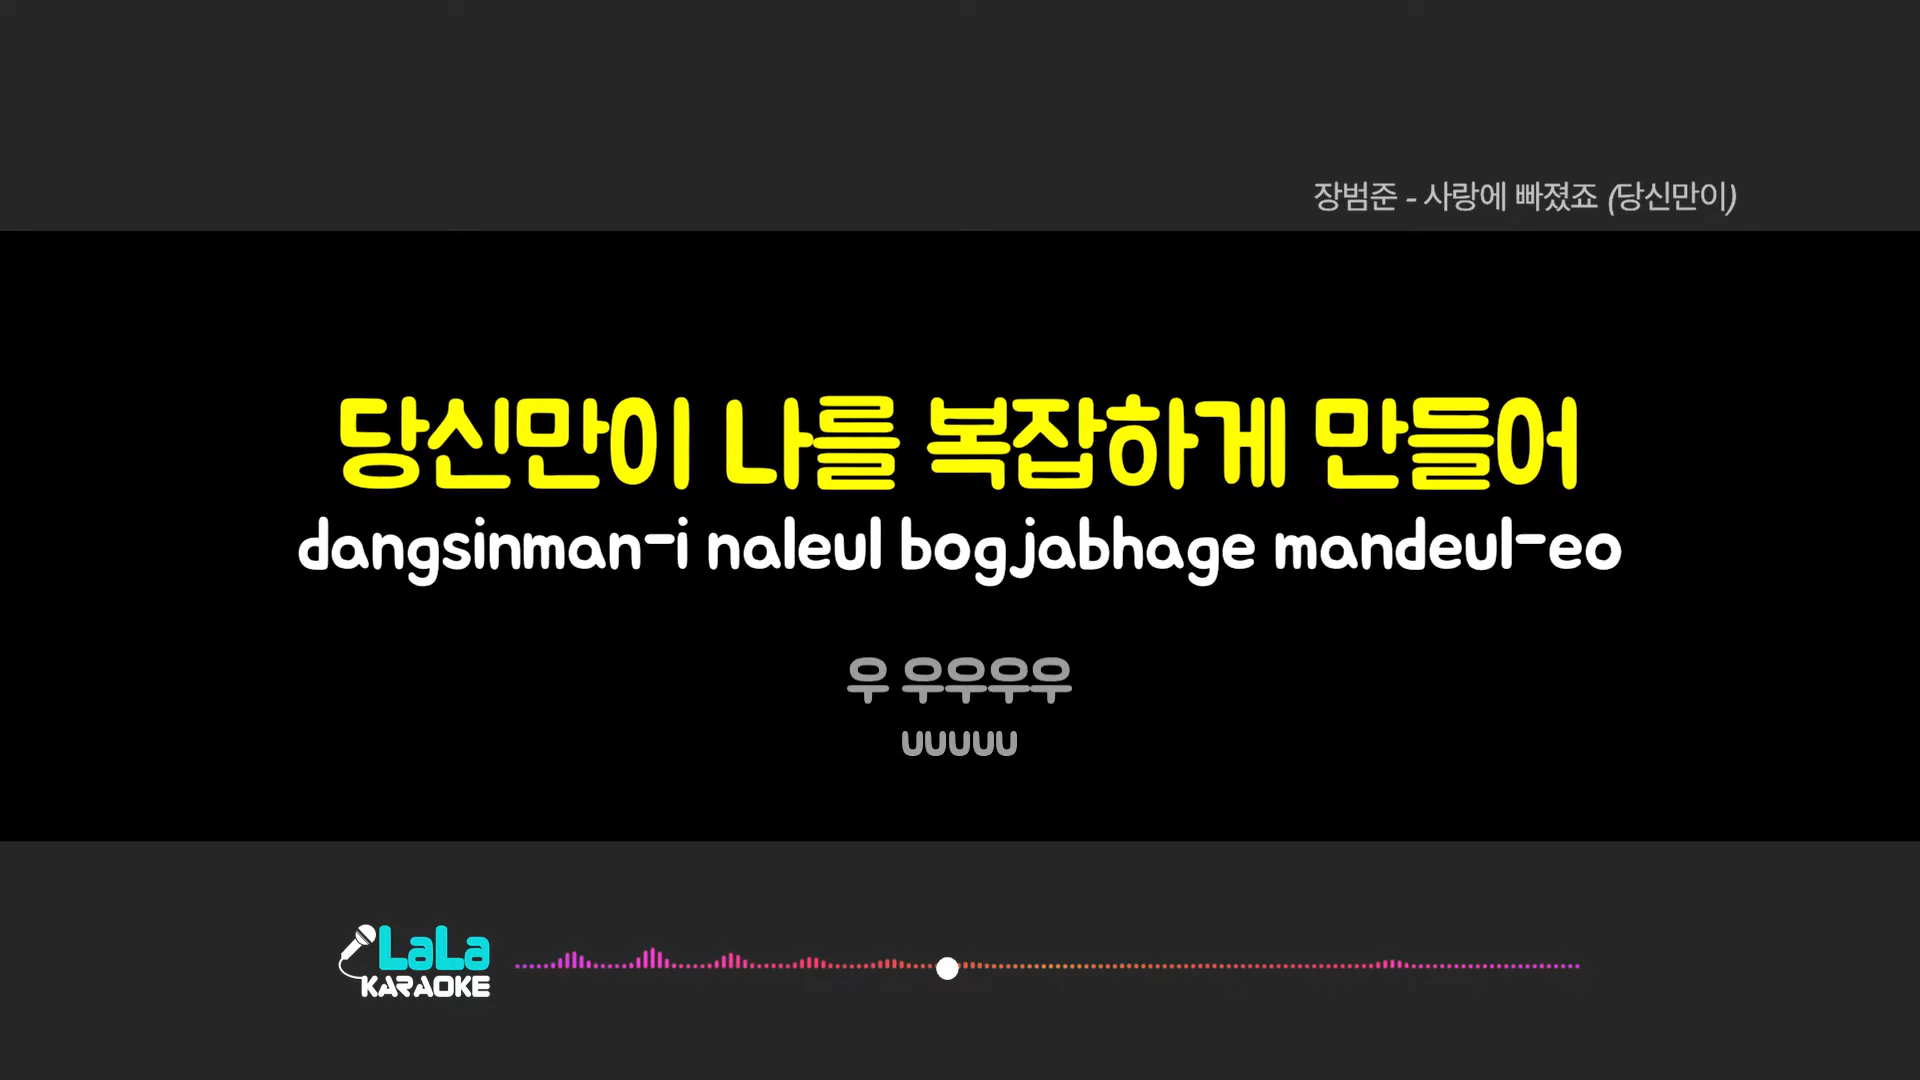 장범준 - 사랑에 빠졌죠 (당신만이)
당신만이 나를 복잡하게 만들어
dangsinman-i naleul bogjabhage mandeul-eo
우 우우우우
uuuuu
LaLa
KARAOKE